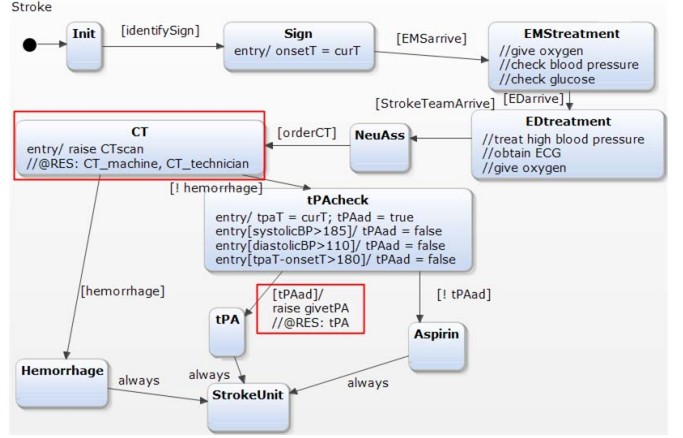 Stroke
Init
[identifySign]
Sign
entry/ onsetT = curT
[EMSarrive]
EMStreatment
//give oxygen
//check blood pressure
//check glucose
[EDarrive]
[StrokeTeamArrive]
EDtreatment
//treat high blood pressure
//obtain ECG
//give oxygen
NeuAss
[orderCT]
CT
entry/ raise CTscan
//@RES: CT_machine, CT_technician
[! hemorrhage]
tPAcheck
entry/ tpaT = curT; tPAad = true
entry[systolicBP>185]/ tPAad = false
entry[diastolicBP>110]/ tPAad = false
entry[tpaT-onsetT>180]/ tPAad = false
[hemorrhage]
[tPAad]/
raise givetPA
//@RES: tPA
[! tPAad]
tPA
Aspirin
Hemorrhage
always
always
always
StrokeUnit